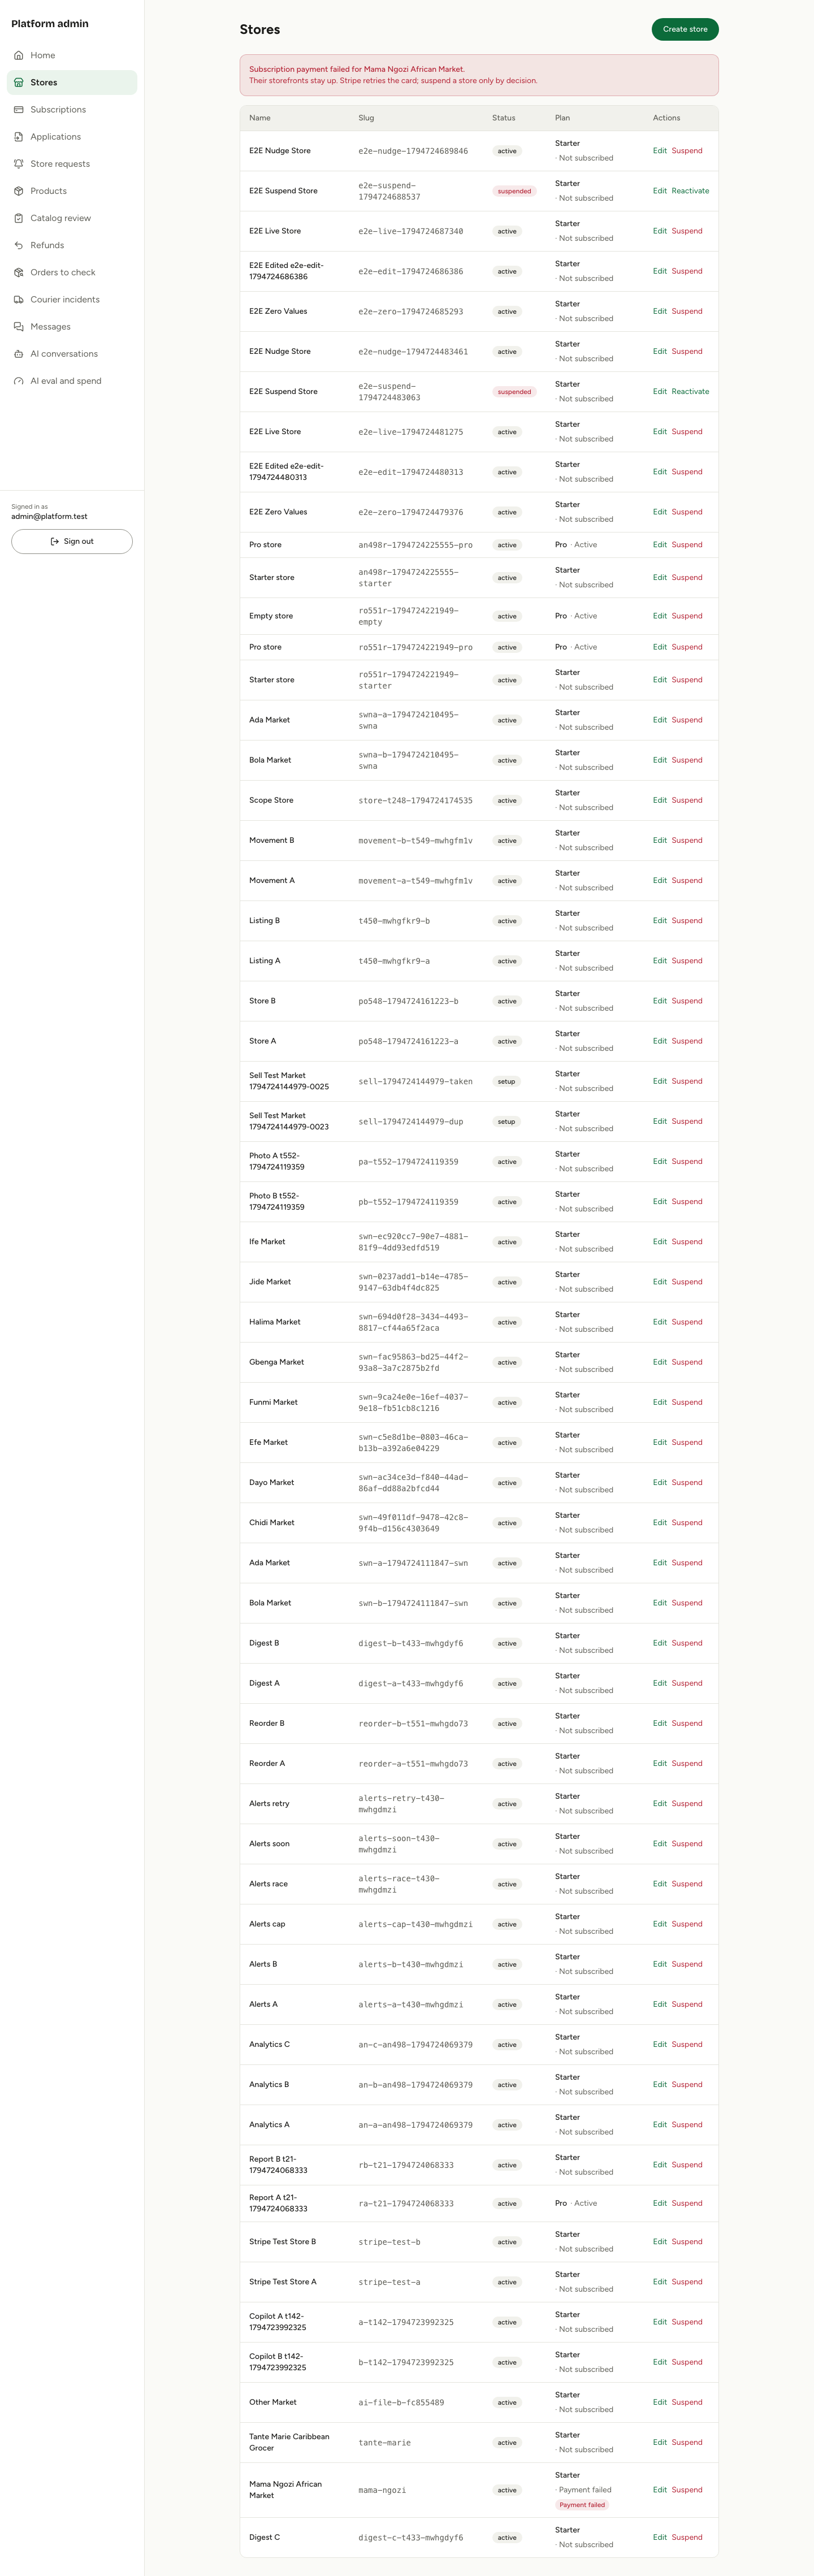 Platform admin
Home
Stores
Subscriptions
Applications
Store requests
Products
Catalog review
Refunds
Orders to check
Courier incidents
Messages
AI conversations
AI eval and spend
Signed in as
admin@platform.test
Sign out
Stores
Create store
Subscription payment failed for Mama Ngozi African Market.
Their storefronts stay up. Stripe retries the card; suspend a store only by decision.
Name Slug Status Plan Actions
E2E Nudge Store e2e-nudge-1794724689846 active Starter · Not subscribed Edit Suspend
E2E Suspend Store e2e-suspend-1794724688537 suspended Starter · Not subscribed Edit Reactivate
E2E Live Store e2e-live-1794724687340 active Starter · Not subscribed Edit Suspend
E2E Edited e2e-edit-1794724686386 e2e-edit-1794724686386 active Starter · Not subscribed Edit Suspend
E2E Zero Values e2e-zero-1794724685293 active Starter · Not subscribed Edit Suspend
E2E Nudge Store e2e-nudge-1794724483461 active Starter · Not subscribed Edit Suspend
E2E Suspend Store e2e-suspend-1794724483063 suspended Starter · Not subscribed Edit Reactivate
E2E Live Store e2e-live-1794724481275 active Starter · Not subscribed Edit Suspend
E2E Edited e2e-edit-1794724480313 e2e-edit-1794724480313 active Starter · Not subscribed Edit Suspend
E2E Zero Values e2e-zero-1794724479376 active Starter · Not subscribed Edit Suspend
Pro store an498r-1794724225555-pro active Pro · Active Edit Suspend
Starter store an498r-1794724225555-starter active Starter · Not subscribed Edit Suspend
Empty store ro551r-1794724221949-empty active Pro · Active Edit Suspend
Pro store ro551r-1794724221949-pro active Pro · Active Edit Suspend
Starter store ro551r-1794724221949-starter active Starter · Not subscribed Edit Suspend
Ada Market swna-a-1794724210495-swna active Starter · Not subscribed Edit Suspend
Bola Market swna-b-1794724210495-swna active Starter · Not subscribed Edit Suspend
Scope Store store-t248-1794724174535 active Starter · Not subscribed Edit Suspend
Movement B movement-b-t549-mwhgfm1v active Starter · Not subscribed Edit Suspend
Movement A movement-a-t549-mwhgfm1v active Starter · Not subscribed Edit Suspend
Listing B t450-mwhgfkr9-b active Starter · Not subscribed Edit Suspend
Listing A t450-mwhgfkr9-a active Starter · Not subscribed Edit Suspend
Store B po548-1794724161223-b active Starter · Not subscribed Edit Suspend
Store A po548-1794724161223-a active Starter · Not subscribed Edit Suspend
Sell Test Market 1794724144979-0025 sell-1794724144979-taken setup Starter · Not subscribed Edit Suspend
Sell Test Market 1794724144979-0023 sell-1794724144979-dup setup Starter · Not subscribed Edit Suspend
Photo A t552-1794724119359 pa-t552-1794724119359 active Starter · Not subscribed Edit Suspend
Photo B t552-1794724119359 pb-t552-1794724119359 active Starter · Not subscribed Edit Suspend
Ife Market swn-ec920cc7-90e7-4881-81f9-4dd93edfd519 active Starter · Not subscribed Edit Suspend
Jide Market swn-0237add1-b14e-4785-9147-63db4f4dc825 active Starter · Not subscribed Edit Suspend
Halima Market swn-694d0f28-3434-4493-8817-cf44a65f2aca active Starter · Not subscribed Edit Suspend
Gbenga Market swn-fac95863-bd25-44f2-93a8-3a7c2875b2fd active Starter · Not subscribed Edit Suspend
Funmi Market swn-9ca24e0e-16ef-4037-9e18-fb51cb8c1216 active Starter · Not subscribed Edit Suspend
Efe Market swn-c5e8d1be-0803-46ca-b13b-a392a6e04229 active Starter · Not subscribed Edit Suspend
Dayo Market swn-ac34ce3d-f840-44ad-86af-dd88a2bfcd44 active Starter · Not subscribed Edit Suspend
Chidi Market swn-49f011df-9478-42c8-9f4b-d156c4303649 active Starter · Not subscribed Edit Suspend
Ada Market swn-a-1794724111847-swn active Starter · Not subscribed Edit Suspend
Bola Market swn-b-1794724111847-swn active Starter · Not subscribed Edit Suspend
Digest B digest-b-t433-mwhgdyf6 active Starter · Not subscribed Edit Suspend
Digest A digest-a-t433-mwhgdyf6 active Starter · Not subscribed Edit Suspend
Reorder B reorder-b-t551-mwhgdo73 active Starter · Not subscribed Edit Suspend
Reorder A reorder-a-t551-mwhgdo73 active Starter · Not subscribed Edit Suspend
Alerts retry alerts-retry-t430-mwhgdmzi active Starter · Not subscribed Edit Suspend
Alerts soon alerts-soon-t430-mwhgdmzi active Starter · Not subscribed Edit Suspend
Alerts race alerts-race-t430-mwhgdmzi active Starter · Not subscribed Edit Suspend
Alerts cap alerts-cap-t430-mwhgdmzi active Starter · Not subscribed Edit Suspend
Alerts B alerts-b-t430-mwhgdmzi active Starter · Not subscribed Edit Suspend
Alerts A alerts-a-t430-mwhgdmzi active Starter · Not subscribed Edit Suspend
Analytics C an-c-an498-1794724069379 active Starter · Not subscribed Edit Suspend
Analytics B an-b-an498-1794724069379 active Starter · Not subscribed Edit Suspend
Analytics A an-a-an498-1794724069379 active Starter · Not subscribed Edit Suspend
Report B t21-1794724068333 rb-t21-1794724068333 active Starter · Not subscribed Edit Suspend
Report A t21-1794724068333 ra-t21-1794724068333 active Pro · Active Edit Suspend
Stripe Test Store B stripe-test-b active Starter · Not subscribed Edit Suspend
Stripe Test Store A stripe-test-a active Starter · Not subscribed Edit Suspend
Copilot A t142-1794723992325 a-t142-1794723992325 active Starter · Not subscribed Edit Suspend
Copilot B t142-1794723992325 b-t142-1794723992325 active Starter · Not subscribed Edit Suspend
Other Market ai-file-b-fc855489 active Starter · Not subscribed Edit Suspend
Tante Marie Caribbean Grocer tante-marie active Starter · Not subscribed Edit Suspend
Mama Ngozi African Market mama-ngozi active Starter · Payment failed Payment failed Edit Suspend
Digest C digest-c-t433-mwhgdyf6 active Starter · Not subscribed Edit Suspend